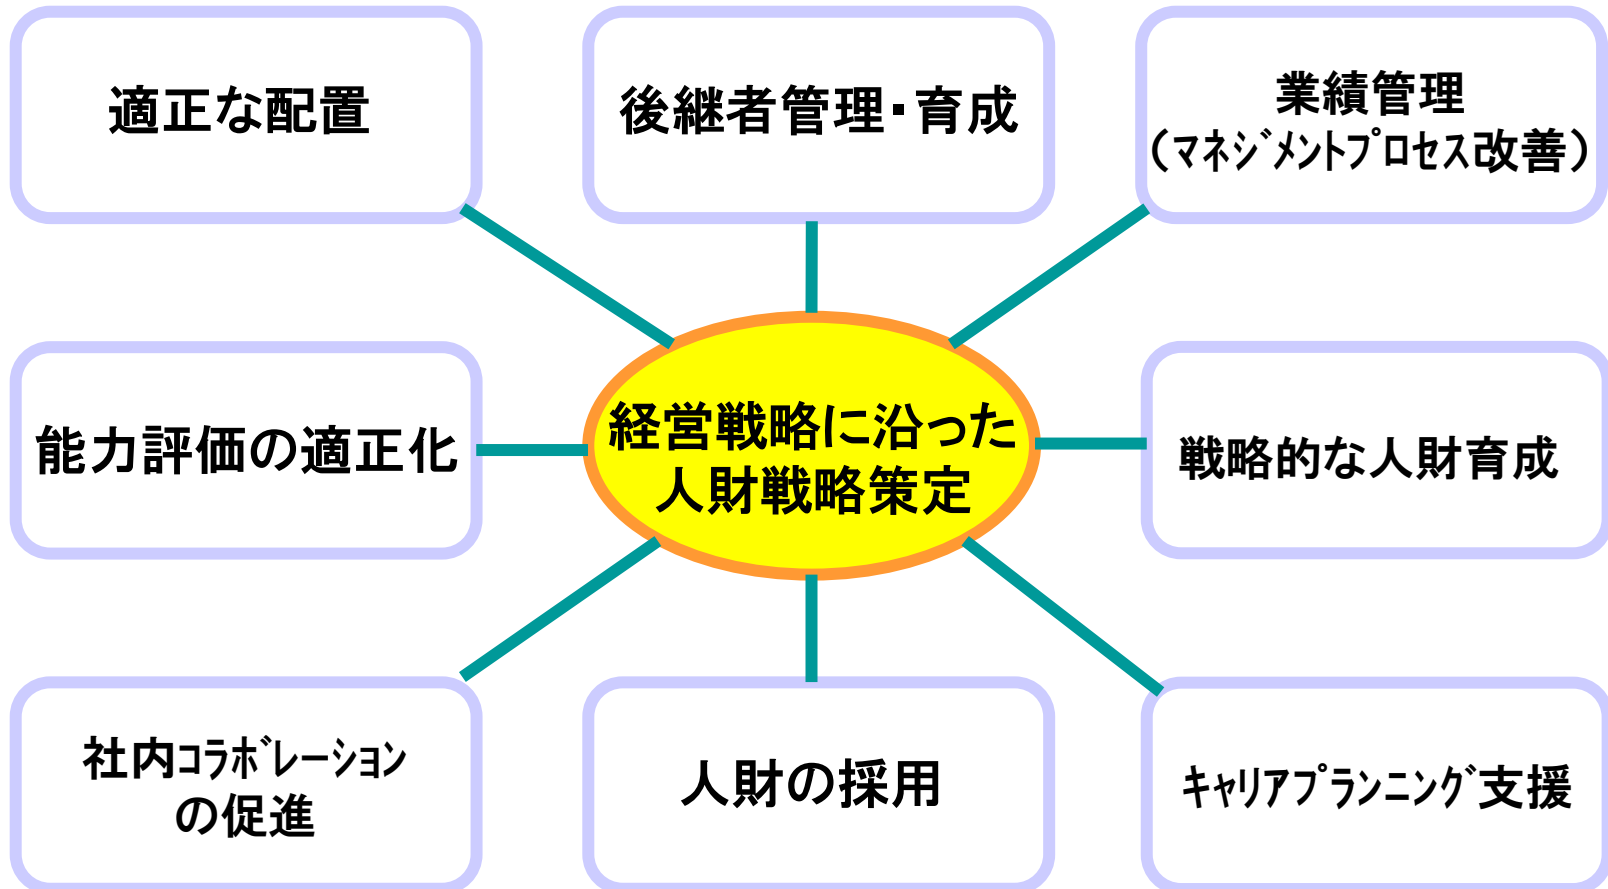 適正な配置
後継者管理・育成
業績管理
(ﾏﾈｼﾞﾒﾝﾄﾌﾟﾛｾｽ改善)
能力評価の適正化
経営戦略に沿った
人財戦略策定
戦略的な人財育成
社内ｺﾗﾎﾞﾚｰｼｮﾝ
の促進
人財の採用
ｷｬﾘｱﾌﾟﾗﾝﾆﾝｸﾞ支援